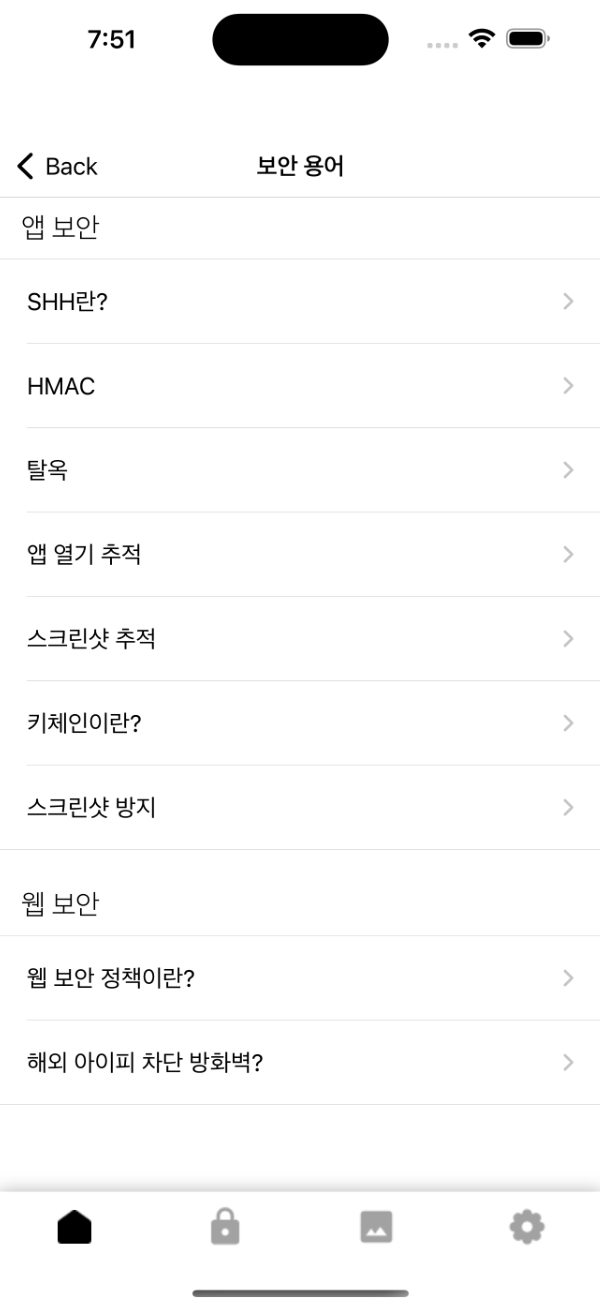 7:51
Back
보안 용어
앱 보안
SHH란?
HMAC
탈옥
앱 열기 추적
스크린샷 추적
키체인이란?
스크린샷 방지
웹 보안
웹 보안 정책이란?
해외 아이피 차단 방화벽?